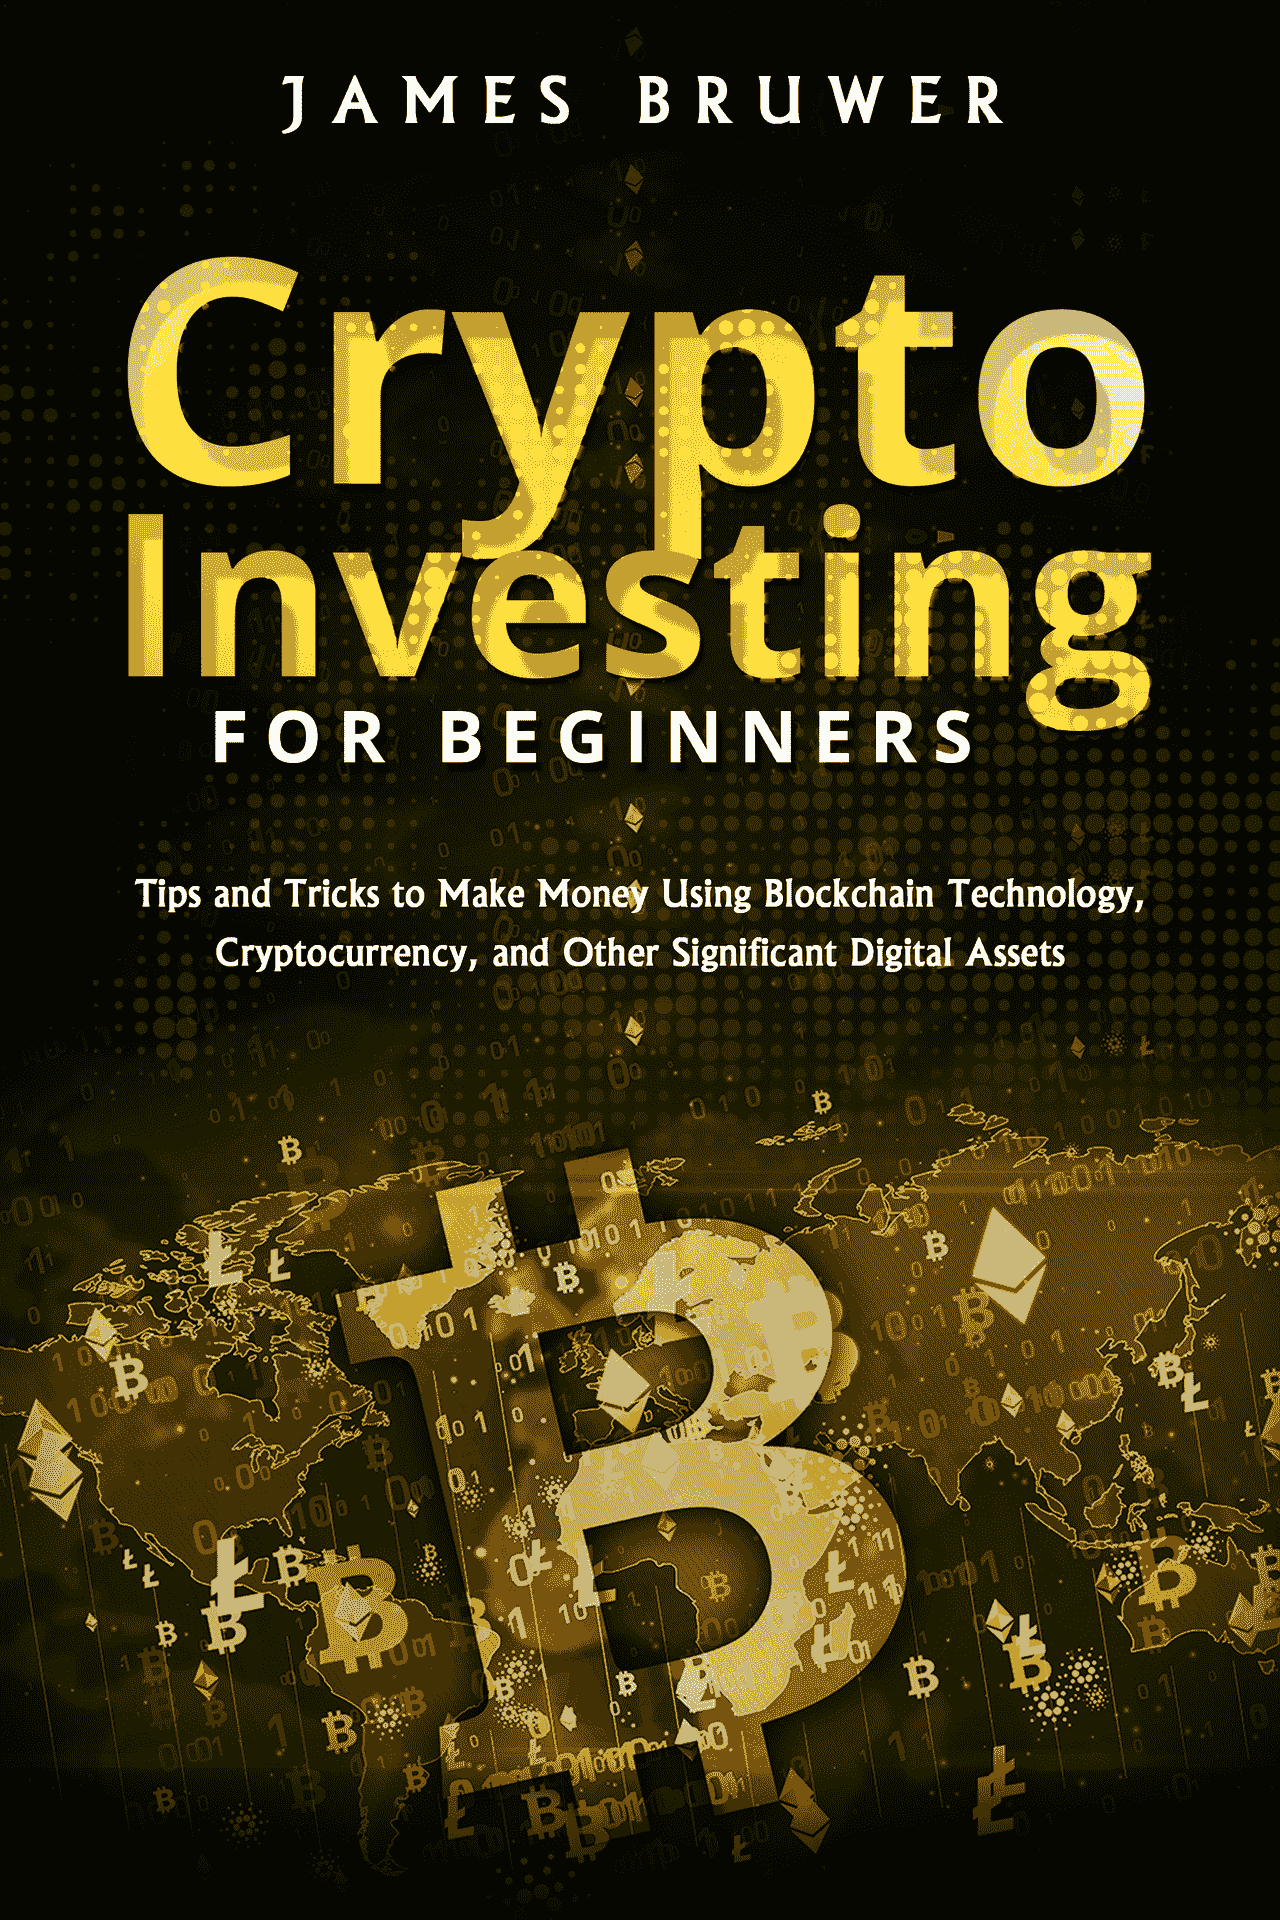 JAMES BRUWER
Crypto
Investing
FOR BEGINNERS
Tips and Tricks to Make Money Using Blockchain Technology,
Cryptocurrency, and Other Significant Digital Assets